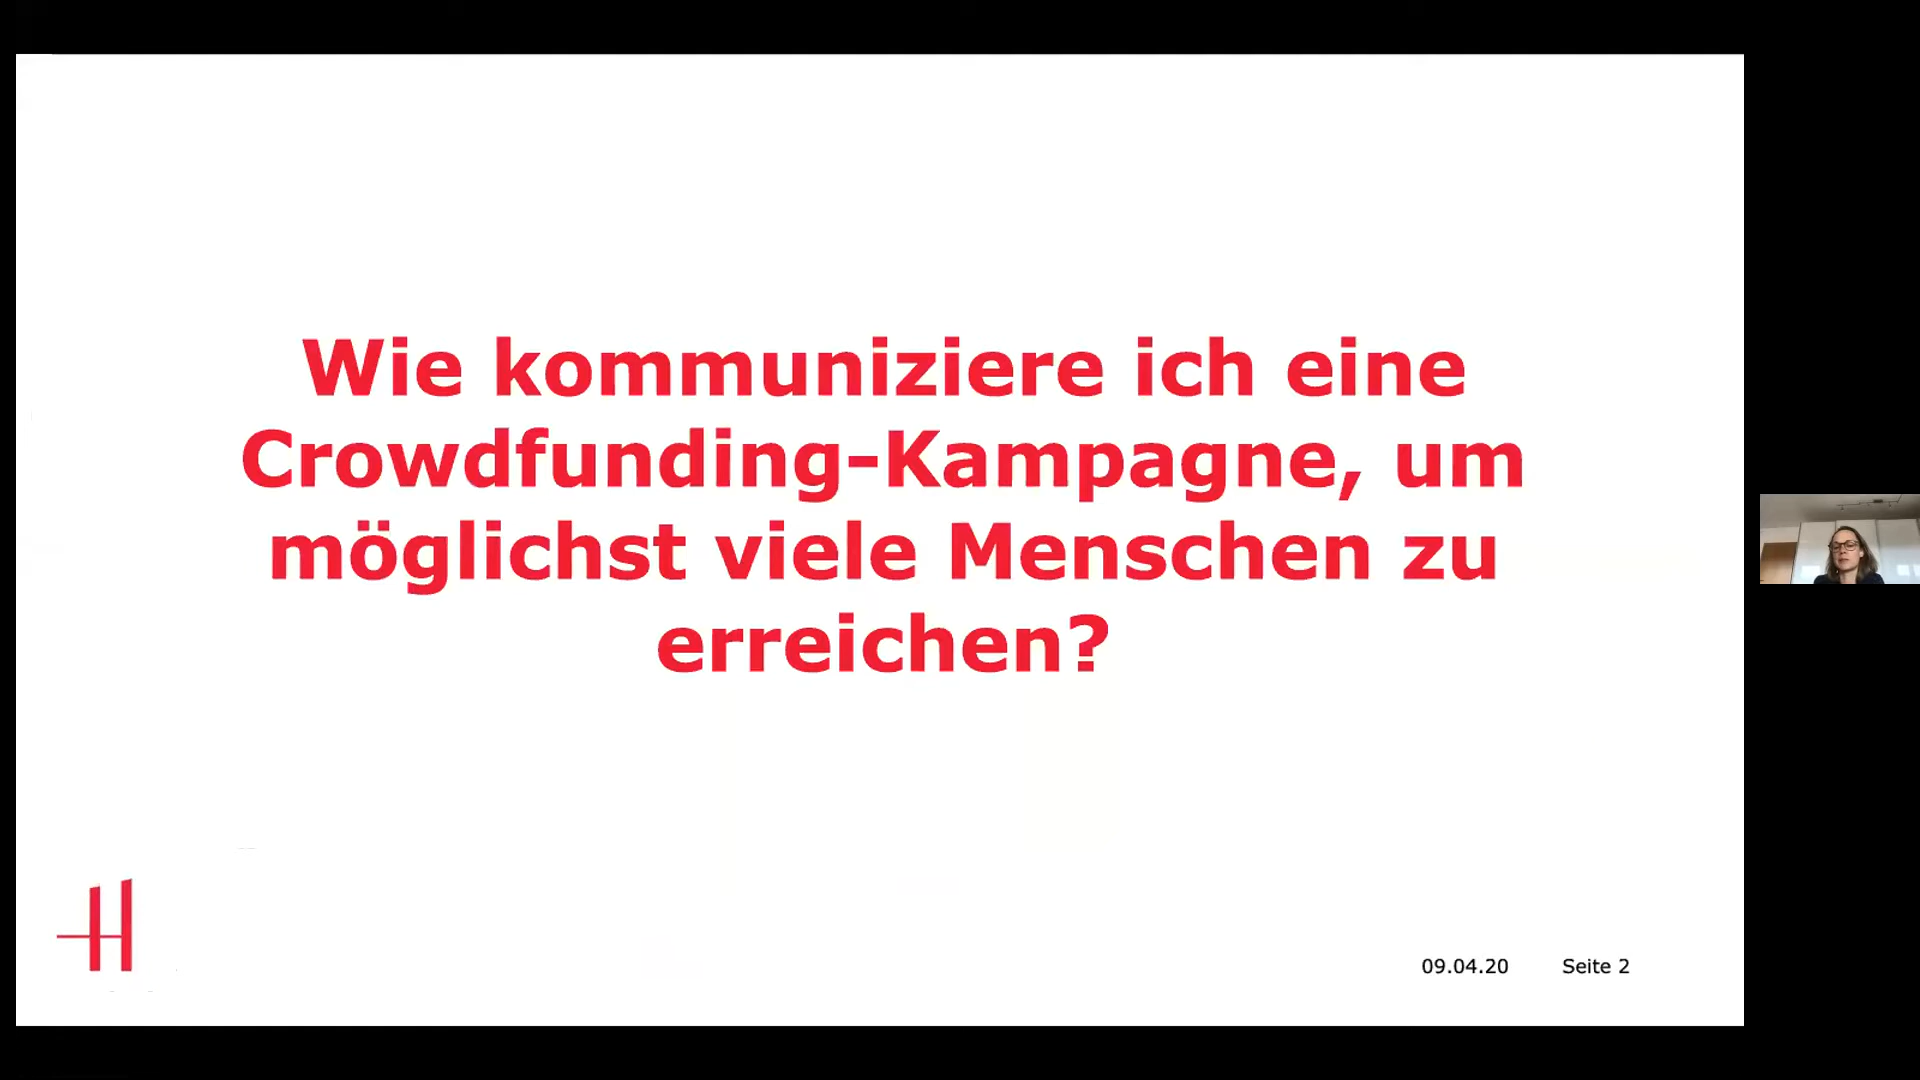 Wie kommuniziere ich eine
Crowdfunding-Kampagne, um
möglichst viele Menschen zu
erreichen?
H
09.04.20 Seite 2